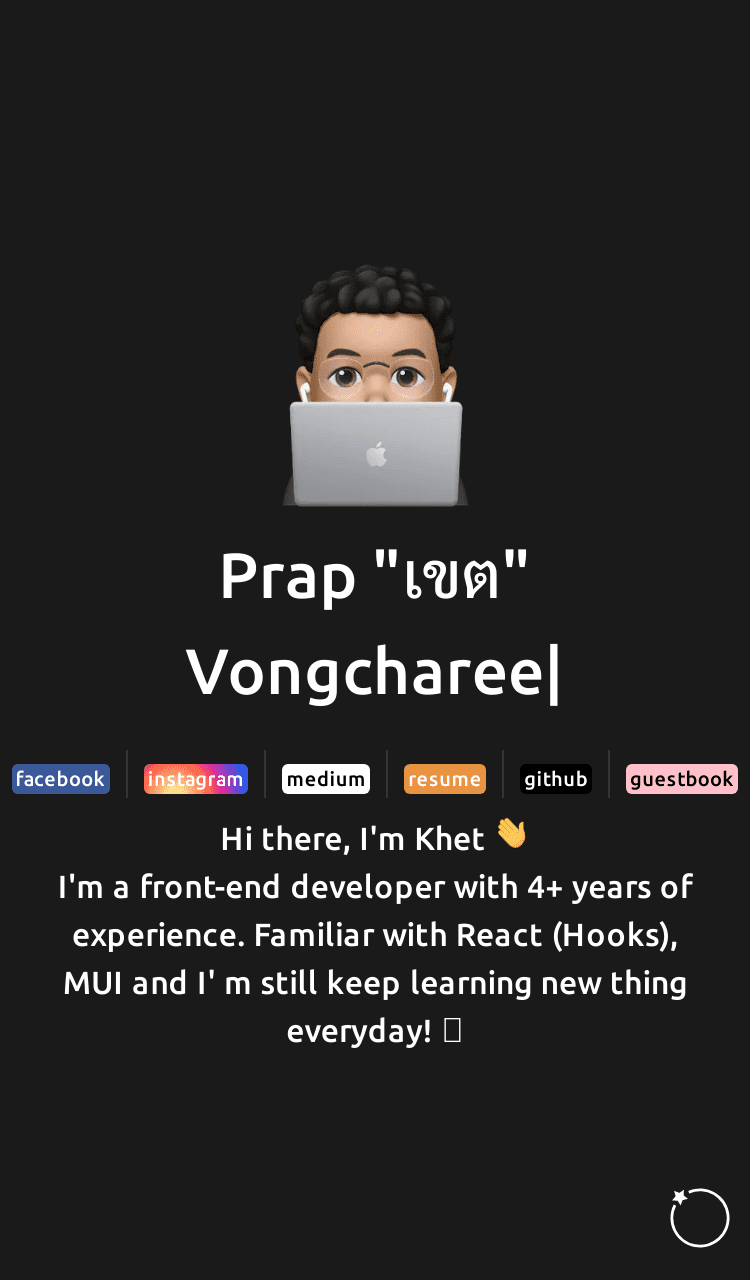 Prap "เขต"
Vongcharee|
facebook instagram medium resume github guestbook
Hi there, I'm Khet 👋
I'm a front-end developer with 4+ years of
experience. Familiar with React (Hooks),
MUI and I' m still keep learning new thing
everyday!